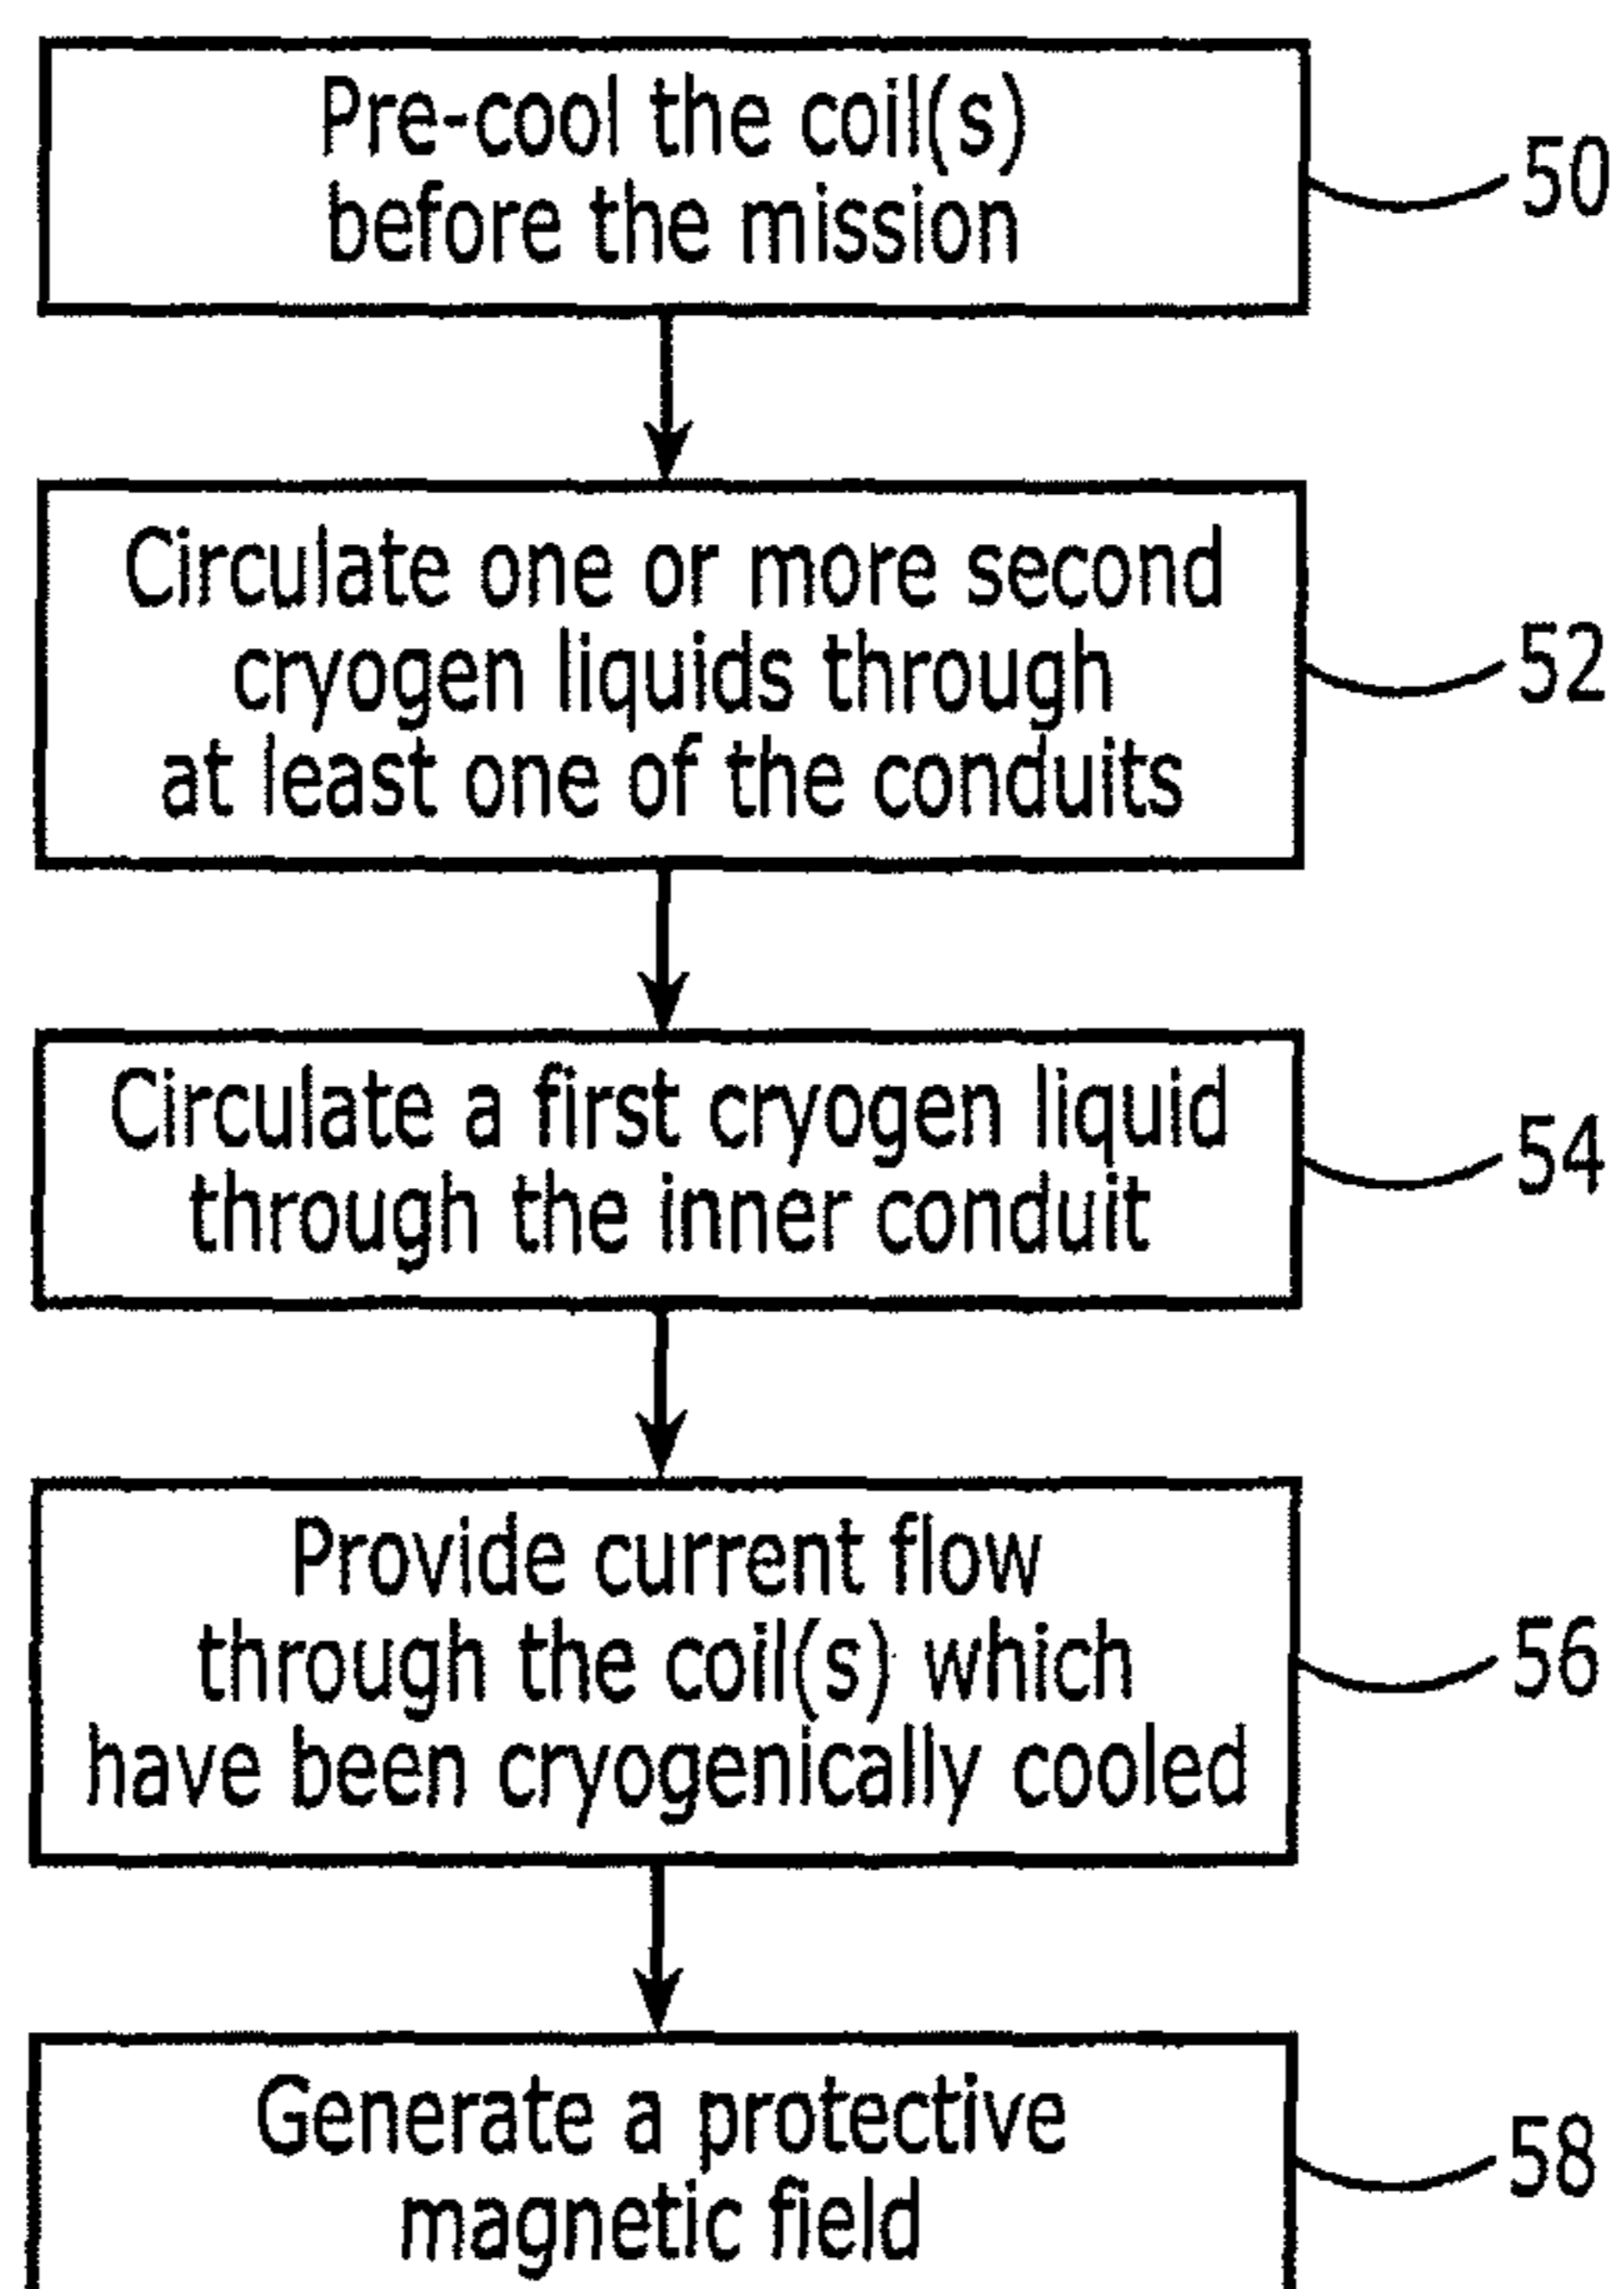 Pre-cool the coil(s)
before the mission
50
Circulate one or more second
cryogen liquids through
at least one of the conduits
52
Circulate a first cryogen liquid
through the inner conduit
54
Provide current flow
through the coil(s) which
have been cryogenically cooled
56
Generate a protective
magnetic field
58